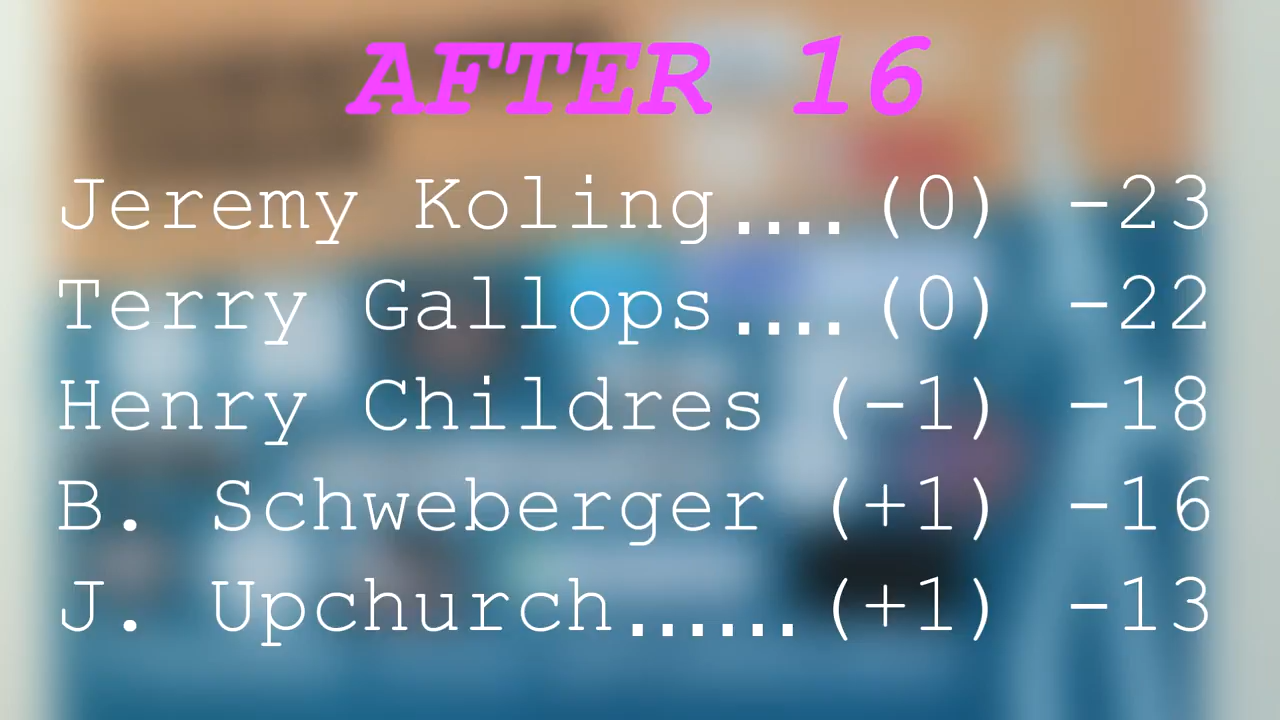 AFTER 16
Jeremy Koling....(0) -23
Terry Gallops....(0) -22
Henry Childres (-1) -18
B. Schweberger (+1) -16
J. Upchurch......(+1) -13